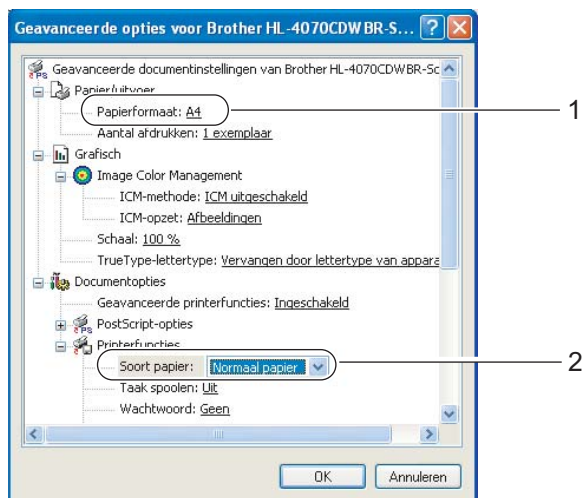 Geavanceerde opties voor Brother HL-4070CDW BR-S...
Geavanceerde documentinstellingen van Brother HL-4070CDW BR-Sc
Papier/uitvoer
Papierformaat: A4
1
Aantal afdrukken: 1 exemplaar
Grafisch
Image Color Management
ICM-methode: ICM uitgeschakeld
ICM-opzet: Afbeeldingen
Schaal: 100 %
TrueType-lettertype: Vervangen door lettertype van appara
Documentopties
Geavanceerde printerfuncties: Ingeschakeld
PostScript-opties
Printerfuncties
Soort papier: Normaal papier
2
Taak spoolen: Uit
Wachtwoord: Geen
OK
Annuleren